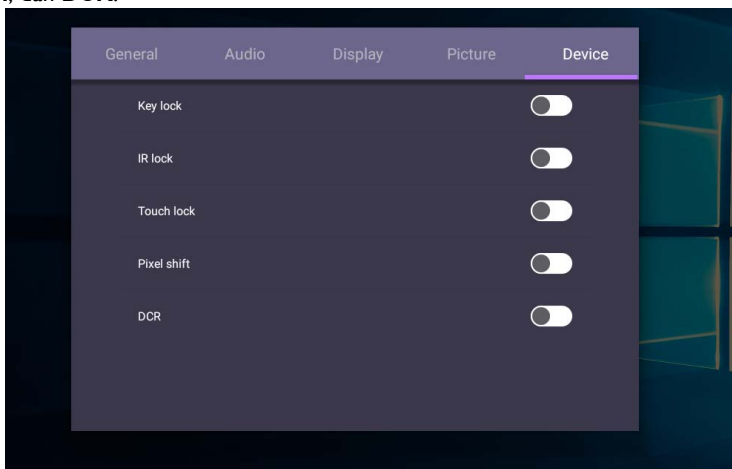 General Audio Display Picture Device
Key lock
IR lock
Touch lock
Pixel shift
DCR